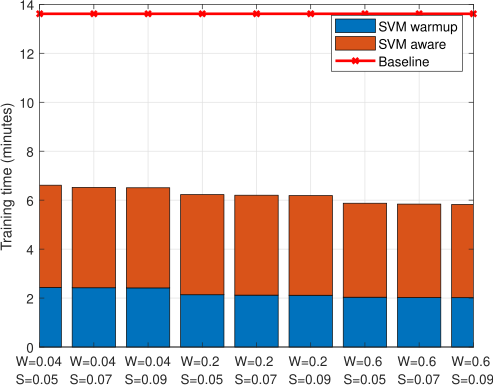 14
12
10
8
6
4
2
0
Training time (minutes)
SVM warmup
SVM aware
Baseline
W=0.04 W=0.04 W=0.04 W=0.2 W=0.2 W=0.2 W=0.6 W=0.6 W=0.6
S=0.05 S=0.07 S=0.09 S=0.05 S=0.07 S=0.09 S=0.05 S=0.07 S=0.09